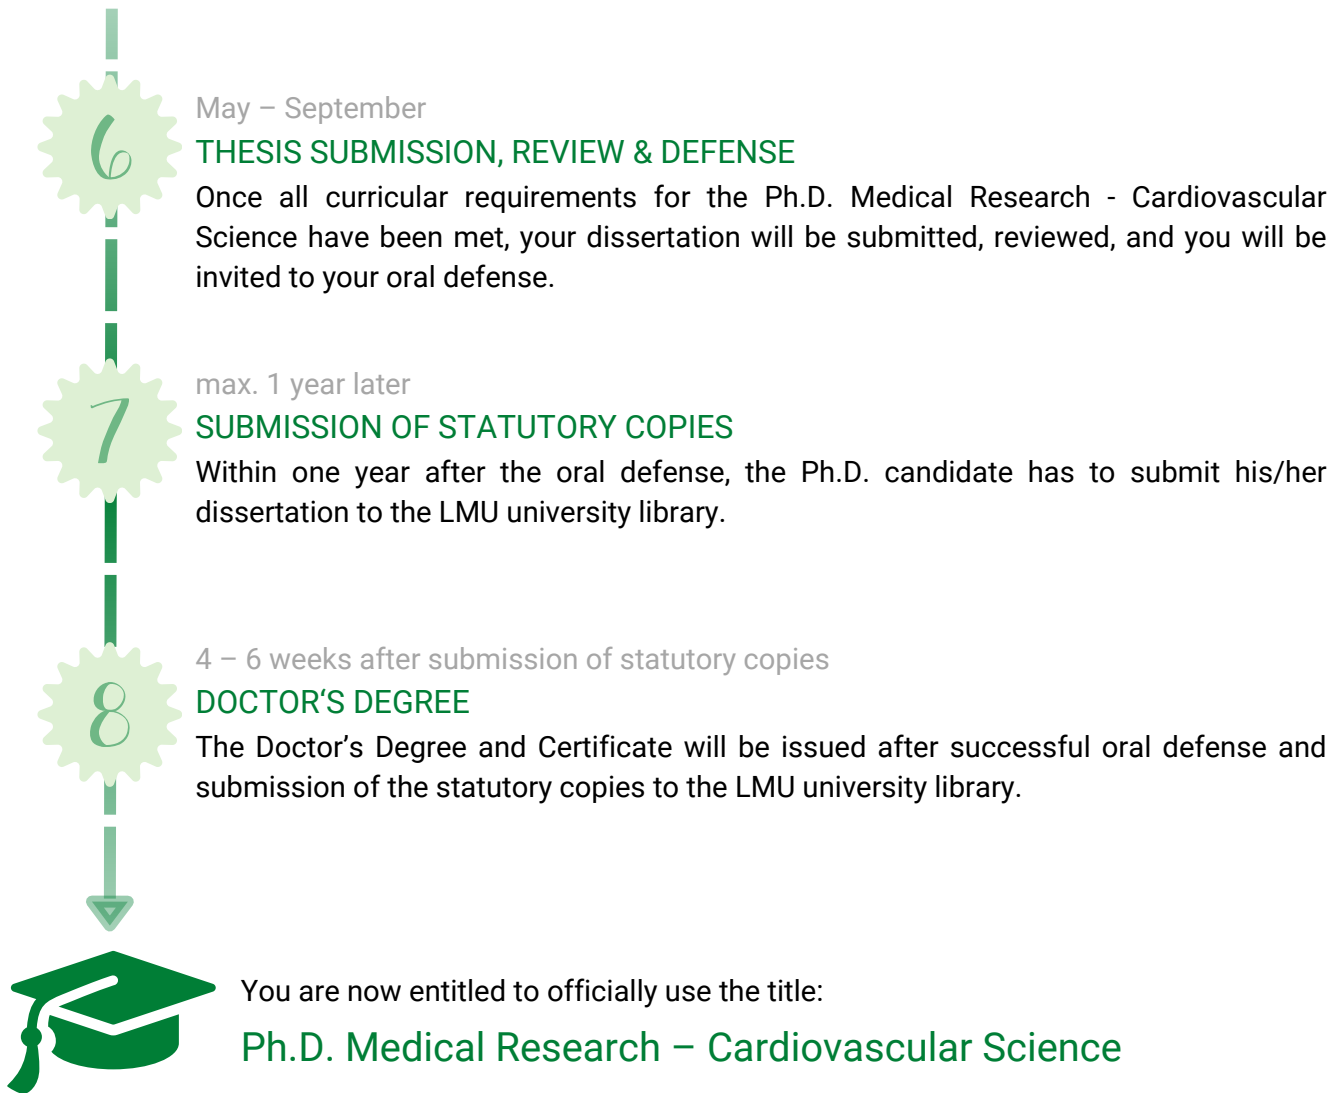 6
May – September
THESIS SUBMISSION, REVIEW & DEFENSE
Once all curricular requirements for the Ph.D. Medical Research - Cardiovascular
Science have been met, your dissertation will be submitted, reviewed, and you will be
invited to your oral defense.
7
max. 1 year later
SUBMISSION OF STATUTORY COPIES
Within one year after the oral defense, the Ph.D. candidate has to submit his/her
dissertation to the LMU university library.
8
4 – 6 weeks after submission of statutory copies
DOCTOR‘S DEGREE
The Doctor’s Degree and Certificate will be issued after successful oral defense and
submission of the statutory copies to the LMU university library.
You are now entitled to officially use the title:
Ph.D. Medical Research – Cardiovascular Science